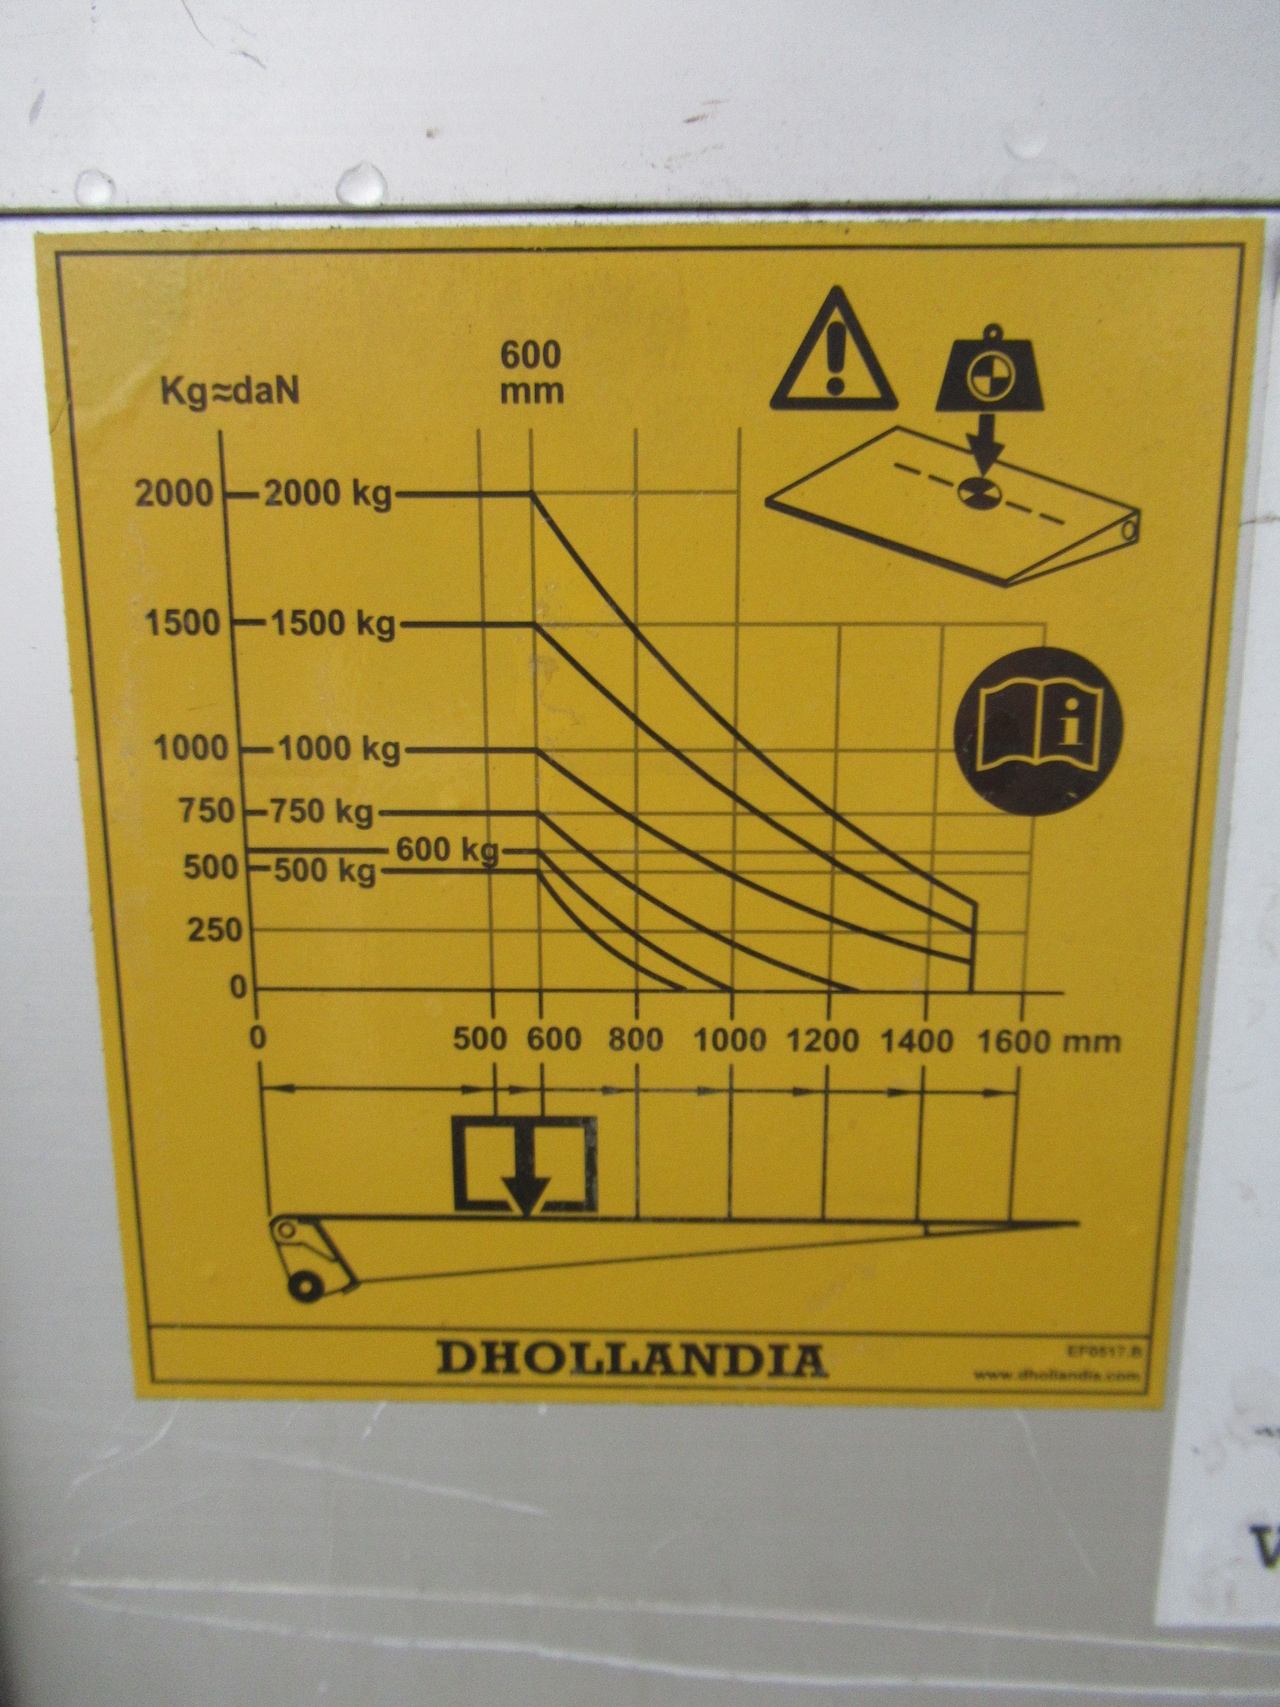 600
mm
Kg≈daN
2000 2000 kg
1500 1500 kg
1000 1000 kg
750 750 kg
600 kg
500 500 kg
250
0
0 500 600 800 1000 1200 1400 1600 mm
i
DHOLLANDIA
EF0517.B
www.dhollandia.com